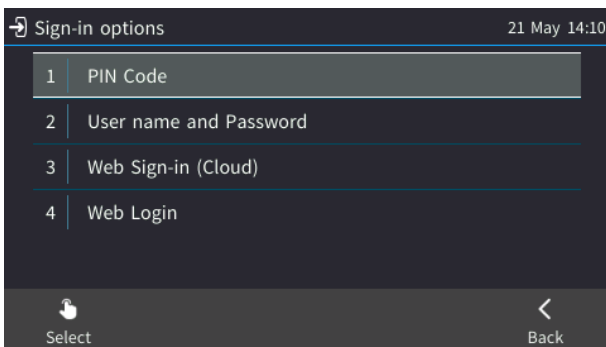 Sign-in options 21 May 14:10
1 PIN Code
2 User name and Password
3 Web Sign-in (Cloud)
4 Web Login
Select Back